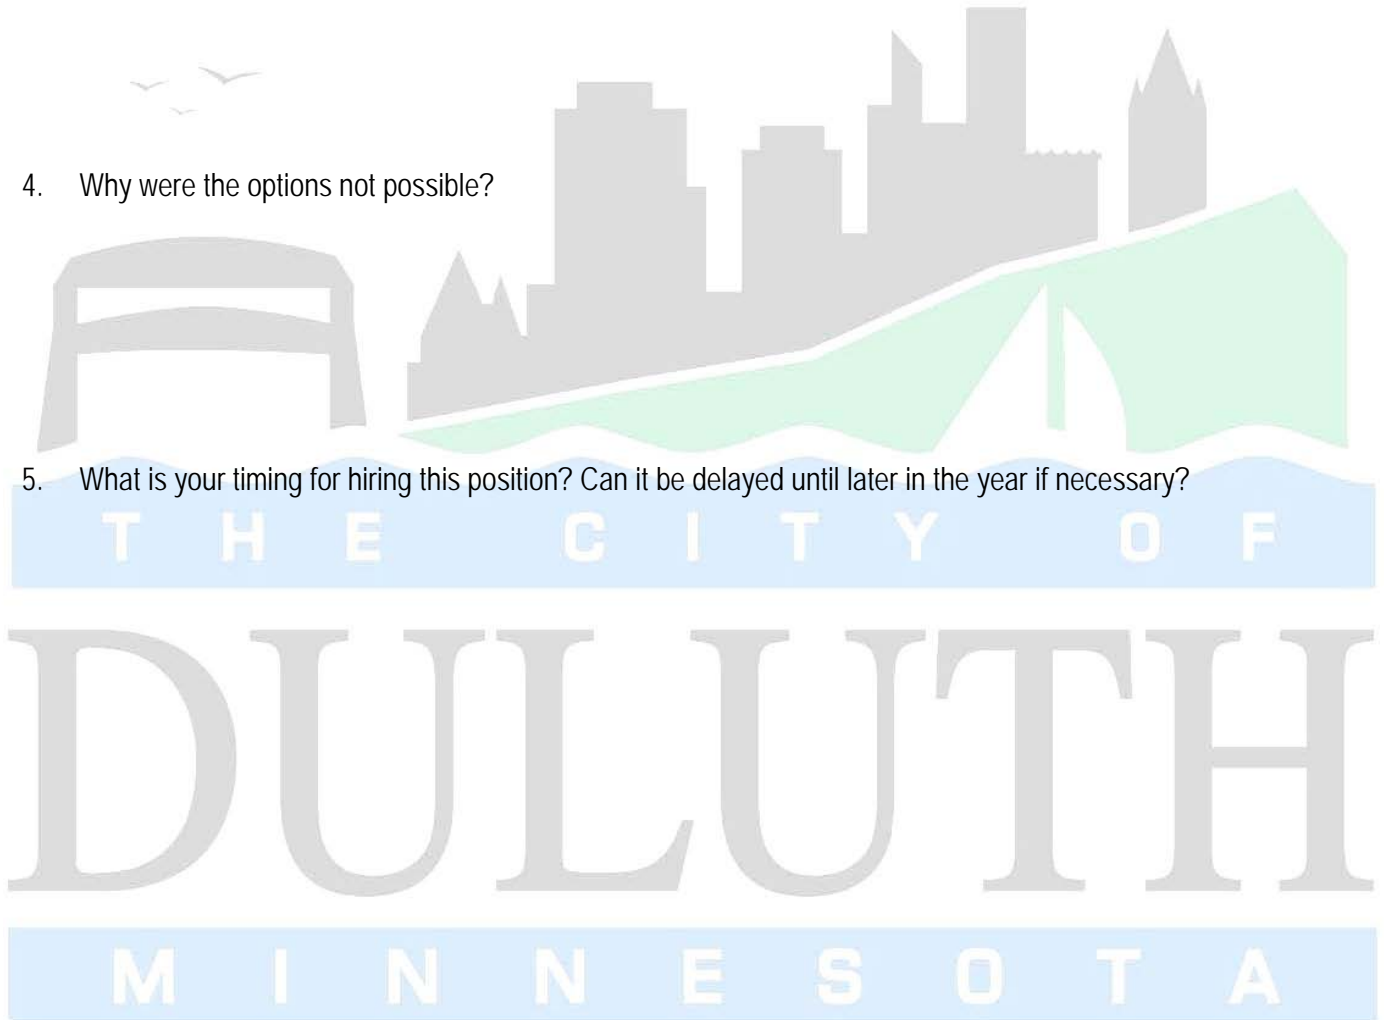 4. Why were the options not possible?
5. What is your timing for hiring this position? Can it be delayed until later in the year if necessary?
THE CITY OF
DULUTH
MINNESOTA